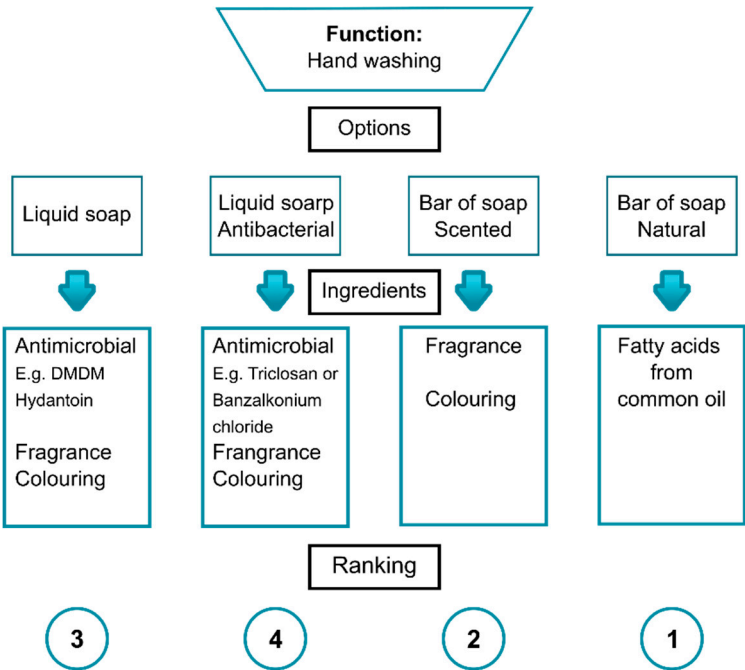 Function:
Hand washing
Options
Liquid soap
Liquid soarp
Antibacterial
Bar of soap
Scented
Bar of soap
Natural
Ingredients
Antimicrobial
E.g. DMDM
Hydantoin
Fragrance
Colouring
Antimicrobial
E.g. Triclosan or
Banzalkonium
chloride
Frangrance
Colouring
Fragrance
Colouring
Fatty acids
from
common oil
Ranking
3
4
2
1